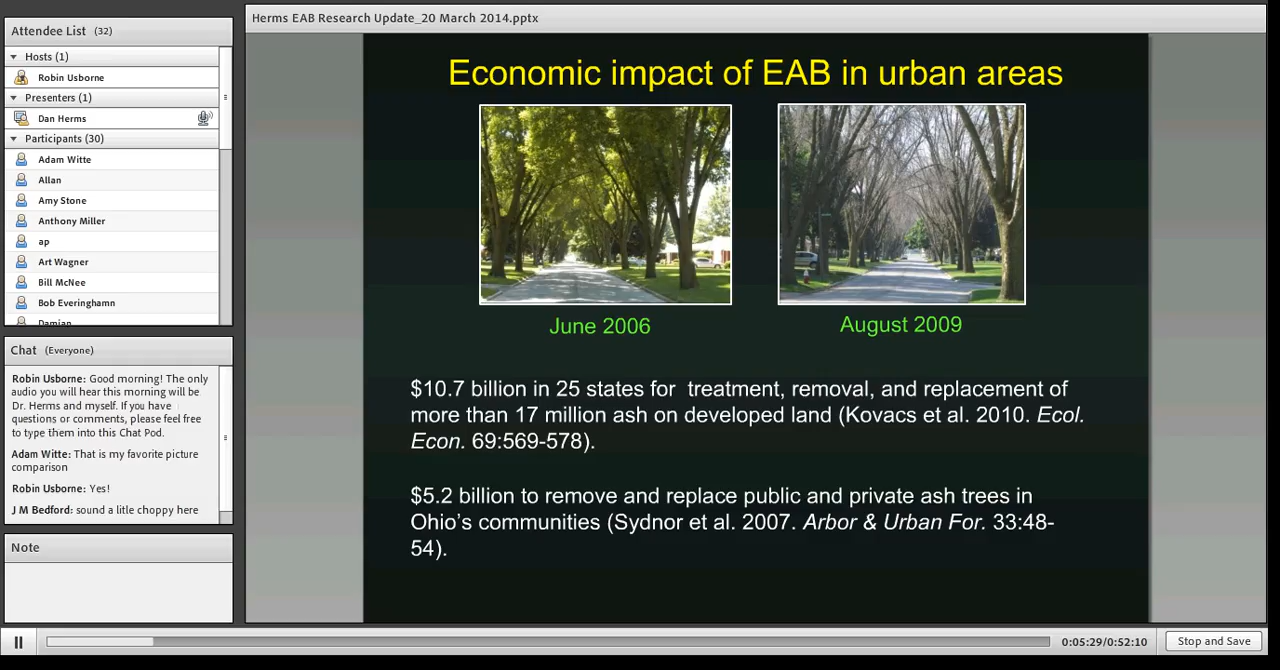 Herms EAB Research Update_20 March 2014.pptx
Attendee List (32)
Hosts (1)
Robin Usborne
Presenters (1)
Dan Herms
Participants (30)
Adam Witte
Allan
Amy Stone
Anthony Miller
ap
Art Wagner
Bill McNee
Bob Everinghamn
Damian
Chat (Everyone)
Robin Usborne: Good morning! The only
audio you will hear this morning will be
Dr. Herms and myself. If you have
questions or comments, please feel free
to type them into this Chat Pod.
Adam Witte: That is my favorite picture
comparison
Robin Usborne: Yes!
J M Bedford: sound a litle choppy here
Note
Economic impact of EAB in urban areas
June 2006
August 2009
$10.7 billion in 25 states for  treatment, removal, and replacement of
more than 17 million ash on developed land (Kovacs et al. 2010. Ecol.
Econ. 69:569-578).
$5.2 billion to remove and replace public and private ash trees in
Ohio’s communities (Sydnor et al. 2007. Arbor & Urban For. 33:48-
54).
0:05:29/0:52:10
Stop and Save